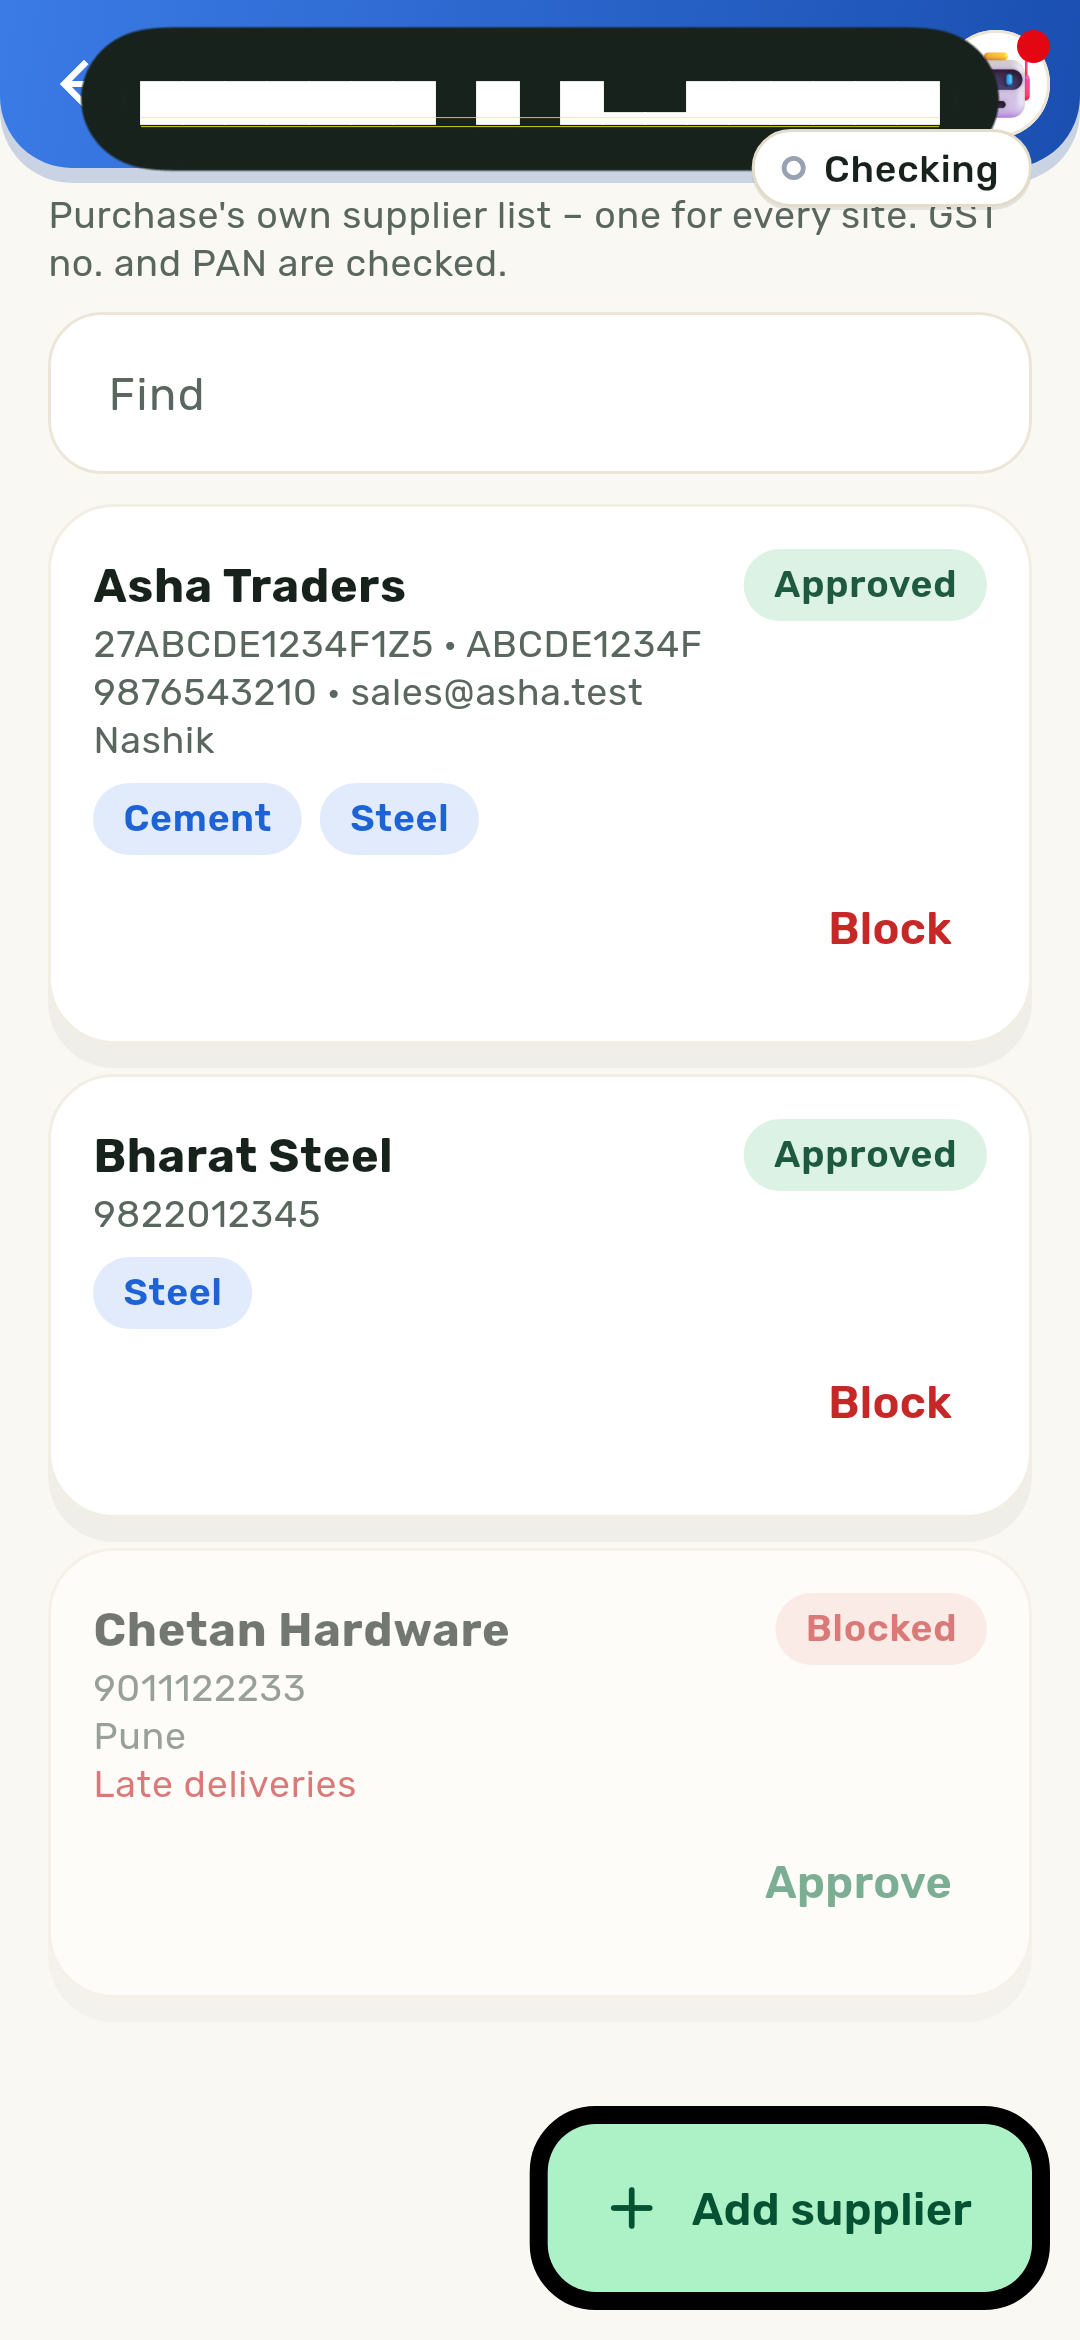 Checking
Purchase's own supplier list – one for every site. GST
no. and PAN are checked.
Find
Asha Traders
Approved
27ABCDE1234F1Z5 • ABCDE1234F
9876543210 • sales@asha.test
Nashik
Cement
Steel
Block
Bharat Steel
Approved
9822012345
Steel
Block
Chetan Hardware
Blocked
9011122233
Pune
Late deliveries
Approve
Add supplier